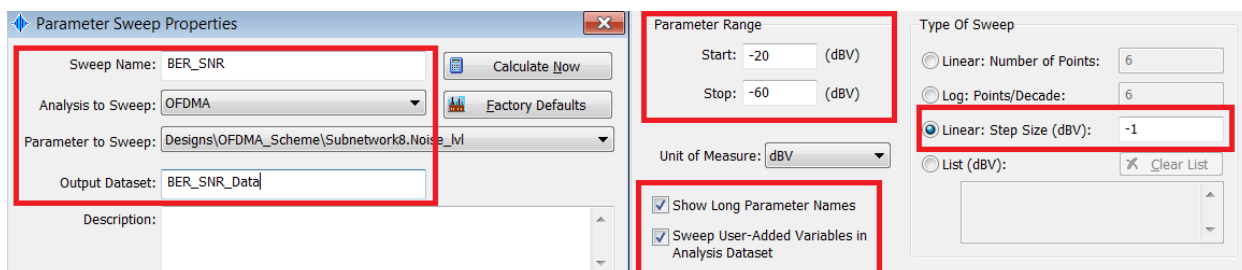 Parameter Sweep Properties
Sweep Name: BER_SNR
Calculate Now
Analysis to Sweep: OFDMA
Factory Defaults
Parameter to Sweep: Designs\OFDMA_Scheme\Subnetwork8.Noise_lvl
Output Dataset: BER_SNR_Data
Description:
Parameter Range
Start: -20 (dBV)
Stop: -60 (dBV)
Unit of Measure: dBV
Show Long Parameter Names
Sweep User-Added Variables in
Analysis Dataset
Type Of Sweep
Linear: Number of Points: 6
Log: Points/Decade: 6
Linear: Step Size (dBV): -1
List (dBV): Clear List